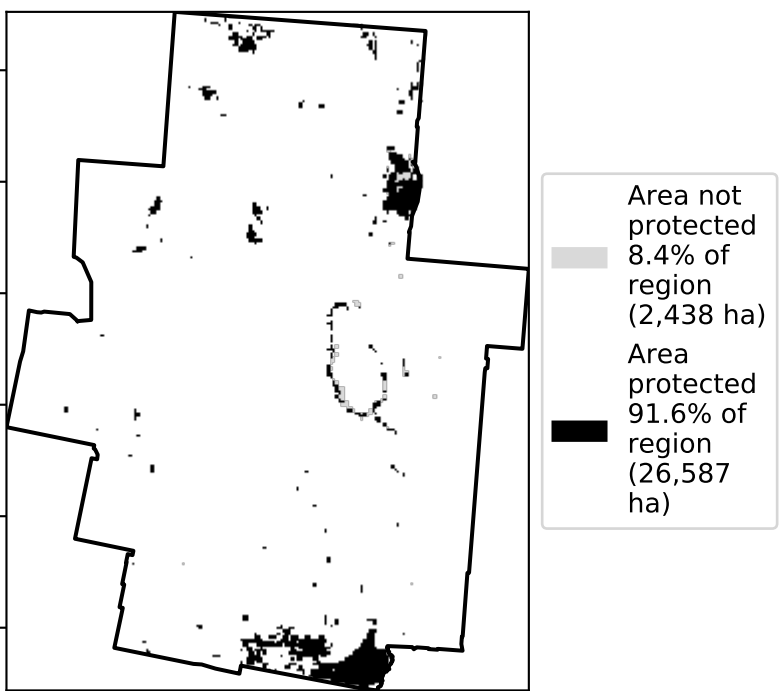 Area not
protected
8.4% of
region
(2,438 ha)
Area
protected
91.6% of
region
(26,587
ha)